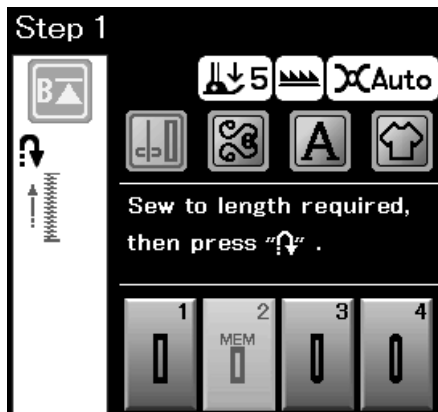 Step 1
B
5
Auto
A
Sew to length required,
then press “ ” .
1
2
3
4
MEM